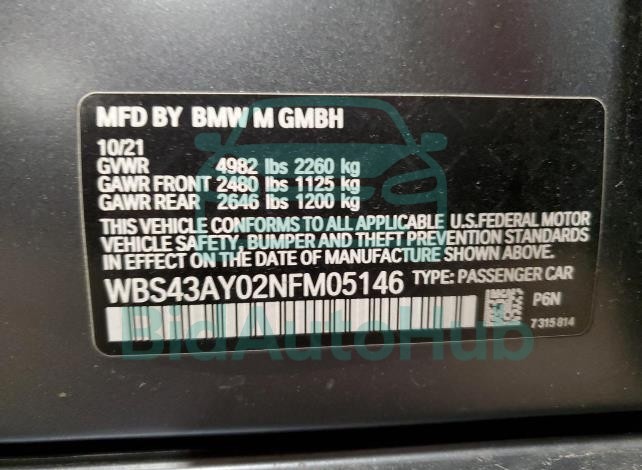 MFD BY BMW M GMBH
10/21
GVWR 4982 lbs 2260 kg
GAWR FRONT 2480 lbs 1125 kg
GAWR REAR 2646 lbs 1200 kg
THIS VEHICLE CONFORMS TO ALL APPLICABLE U.S.FEDERAL MOTOR
VEHICLE SAFETY, BUMPER AND THEFT PREVENTION STANDARDS
IN EFFECT ON THE DATE OF MANUFACTURE SHOWN ABOVE.
WBS43AY02NFM05146 TYPE: PASSENGER CAR
P6N
7315814
BidAutoHub